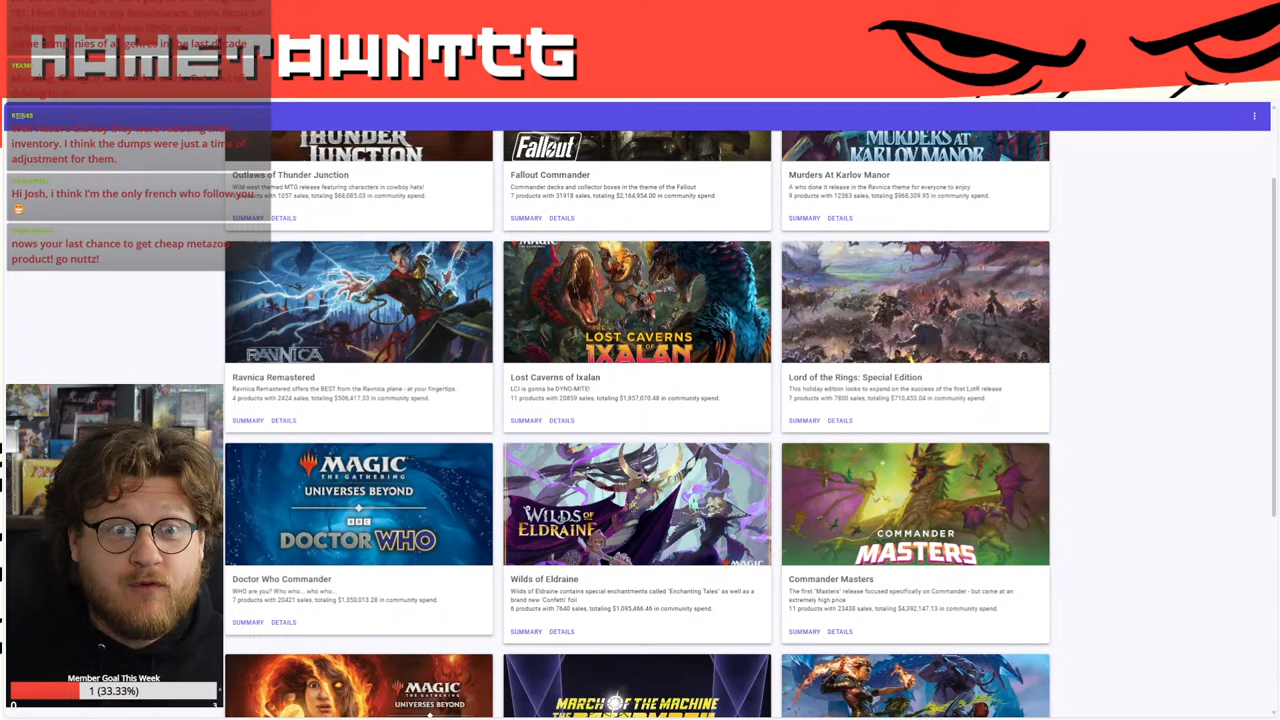 HOMETOWNTCG
inventory. I think the dumps were just a time of
adjustment for them.
Hi Josh, i think I'm the only french who follow you
nows your last chance to get cheap metazoo
product! go nuttz!
THUNDER
JUNCTION
Outlaws of Thunder Junction
Wild west themed MTG release featuring characters in cowboy hats!
products with 1057 sales, totaling $68,085.03 in community spend.
SUMMARY DETAILS
Fallout
Fallout Commander
Commander decks and collector boxes in the theme of the Fallout
7 products with 31918 sales, totaling $2,164,954.00 in community spend.
SUMMARY DETAILS
MURDERS AT
KARLOV MANOR
Murders At Karlov Manor
A who done it release in the Ravnica theme for everyone to enjoy
9 products with 12363 sales, totaling $968,309.95 in community spend.
SUMMARY DETAILS
RAVNICA
Ravnica Remastered
Ravnica Remastered offers the BEST from the Ravnica plane - at your fingertips.
4 products with 2424 sales, totaling $506,417.33 in community spend.
SUMMARY DETAILS
MAGIC
THE
LOST CAVERNS
OF
IXALAN
Lost Caverns of Ixalan
LCI is gonna be DYNO-MITE!
11 products with 20859 sales, totaling $1,957,070.48 in community spend.
SUMMARY DETAILS
Lord of the Rings: Special Edition
This holiday edition looks to expand on the success of the first LotR release
7 products with 7800 sales, totaling $710,453.04 in community spend.
SUMMARY DETAILS
MAGIC
THE GATHERING
UNIVERSES BEYOND
BBC
DOCTOR WHO
Doctor Who Commander
WHO are you? Who who... who who...
7 products with 20421 sales, totaling $1,350,013.28 in community spend.
SUMMARY DETAILS
WILDS OF
ELDRAINE
MAGIC
Wilds of Eldraine
Wilds of Eldraine contains special enchantments called "Enchanting Tales" as well as a
brand new 'Confetti' foil
6 products with 7640 sales, totaling $1,095,466.46 in community spend.
SUMMARY DETAILS
COMMANDER
MASTERS
Commander Masters
The first "Masters" release focused specifically on Commander - but came at an
extremely high price
11 products with 23438 sales, totaling $4,392,147.13 in community spend.
SUMMARY DETAILS
MAGIC
THE GATHERING
MARCH OF THE MACHINE
Member Goal This Week
1 (33.33%)
0 3